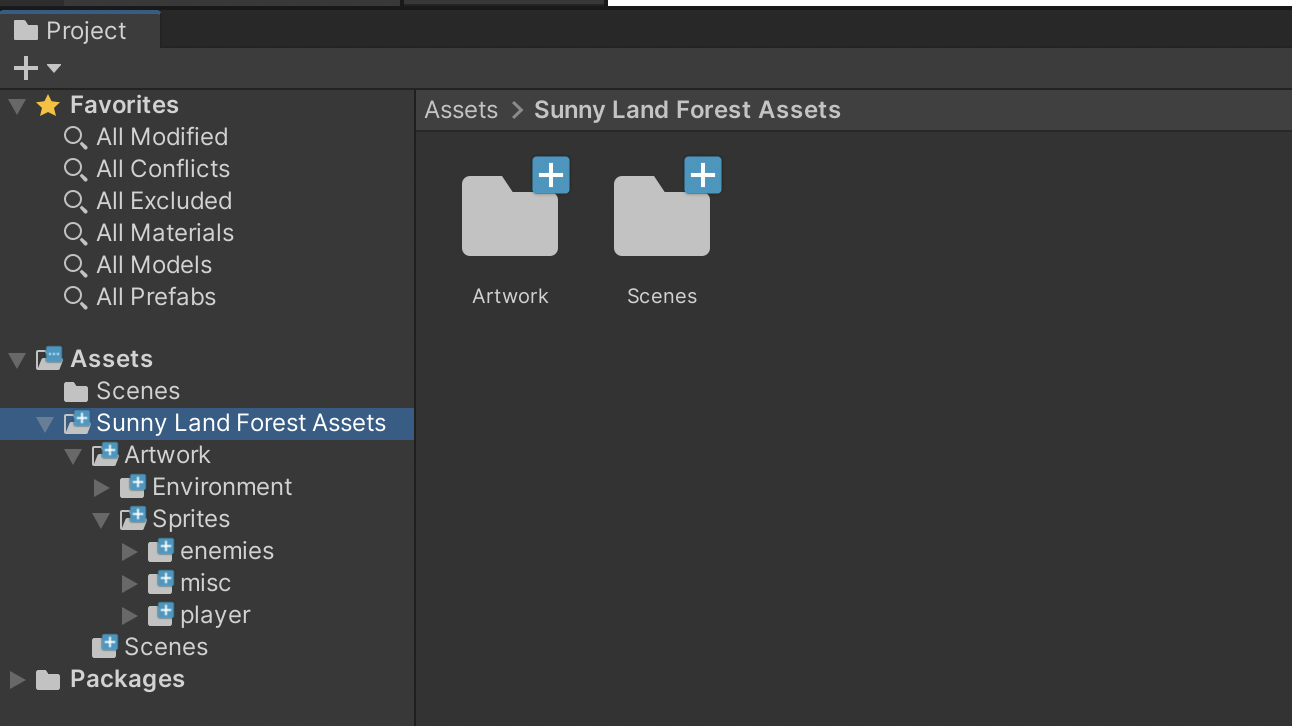 Project
Favorites
All Modified
All Conflicts
All Excluded
All Materials
All Models
All Prefabs
Assets
Scenes
Sunny Land Forest Assets
Artwork
Environment
Sprites
enemies
misc
player
Scenes
Packages
Assets > Sunny Land Forest Assets
Artwork
Scenes